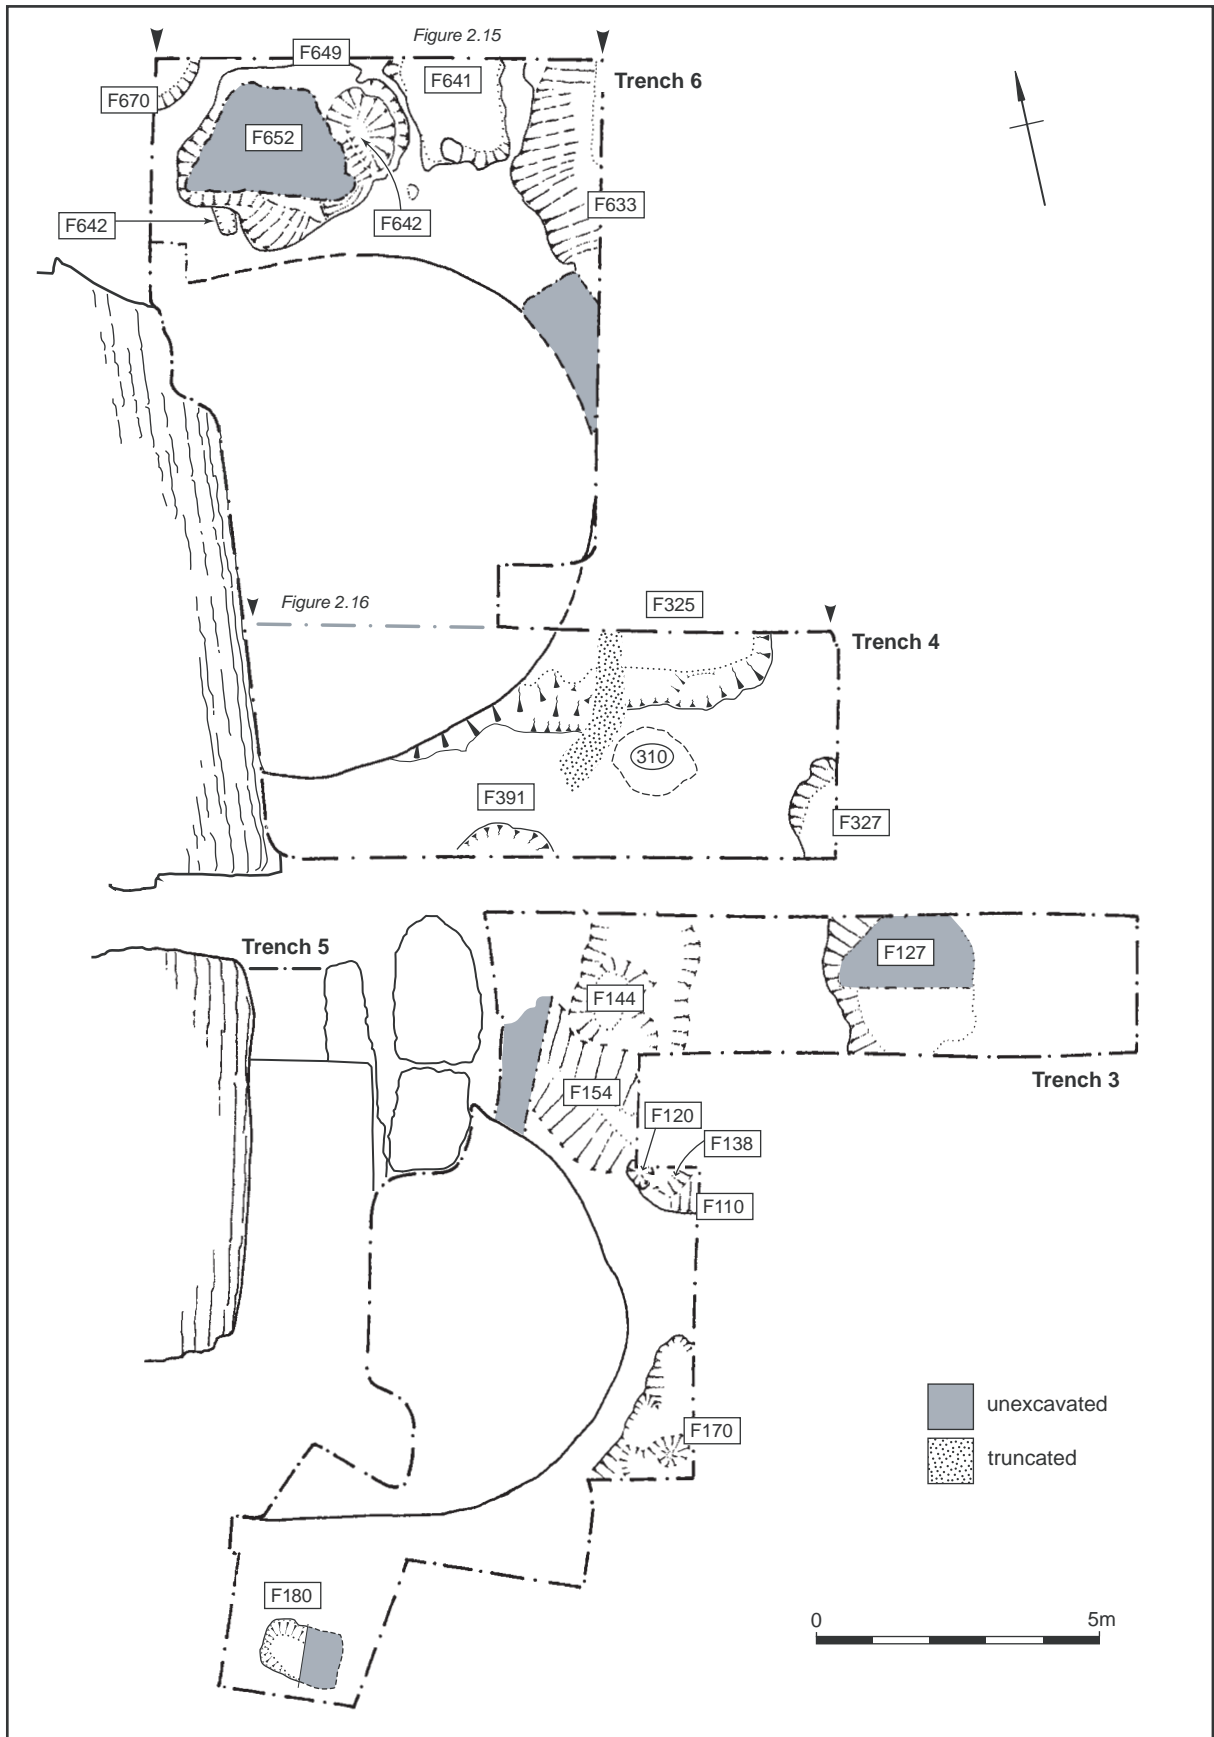 Figure 2.15
F649
F641
Trench 6
F670
F652
F642
F642
F633
Figure 2.16
F325
Trench 4
310
F391
F327
Trench 5
F127
F144
Trench 3
F154
F120
F138
F110
unexcavated
F170
truncated
F180
0 5m